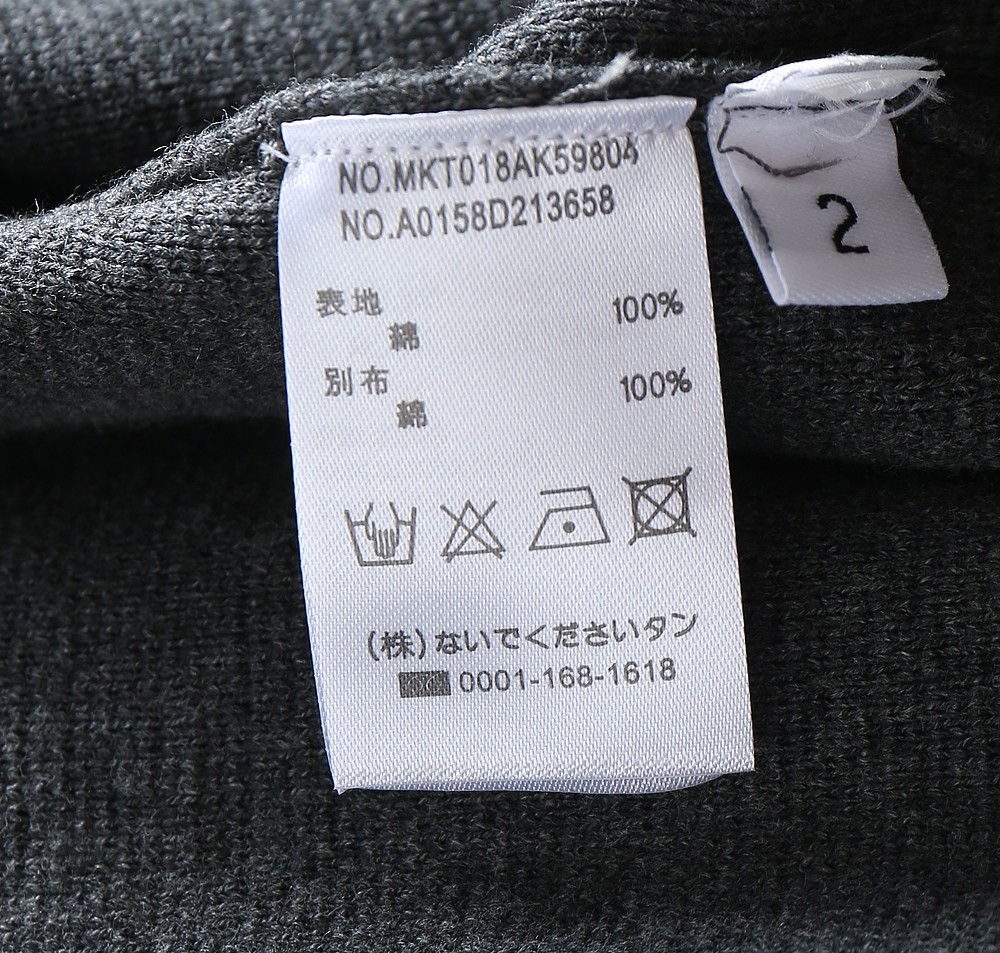 NO.MKT018AK59804
NO.A0158D213658
表地 100%
綿
別布 100%
綿
(株)ないでくださいタン
0001-168-1618
2